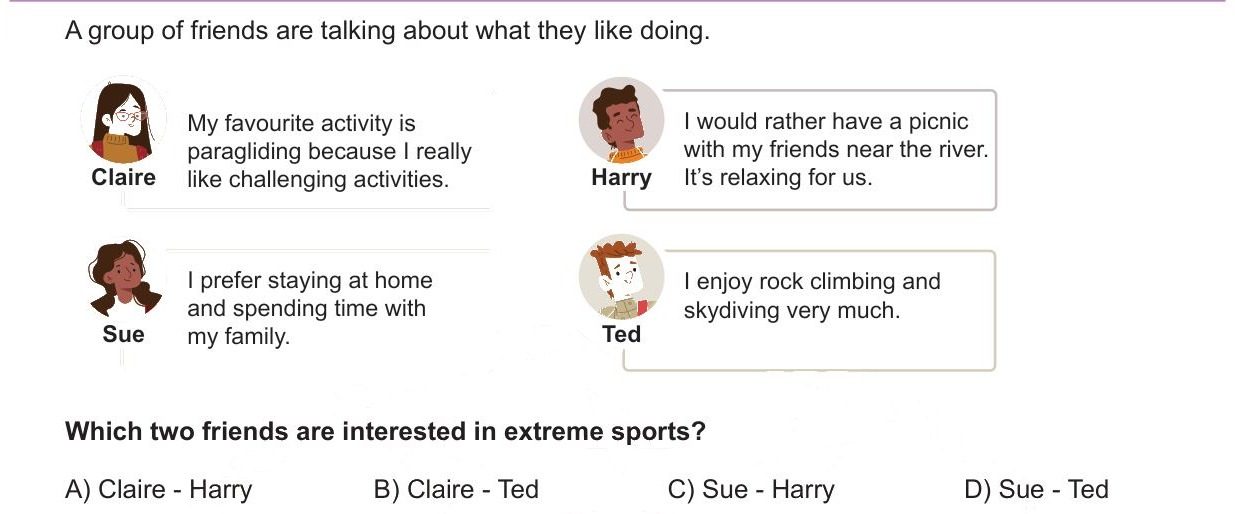 A group of friends are talking about what they like doing.
My favourite activity is
paragliding because I really
like challenging activities.
Claire
I would rather have a picnic
with my friends near the river.
It's relaxing for us.
Harry
I prefer staying at home
and spending time with
my family.
Sue
I enjoy rock climbing and
skydiving very much.
Ted
Which two friends are interested in extreme sports?
A) Claire - Harry
B) Claire - Ted
C) Sue - Harry
D) Sue - Ted